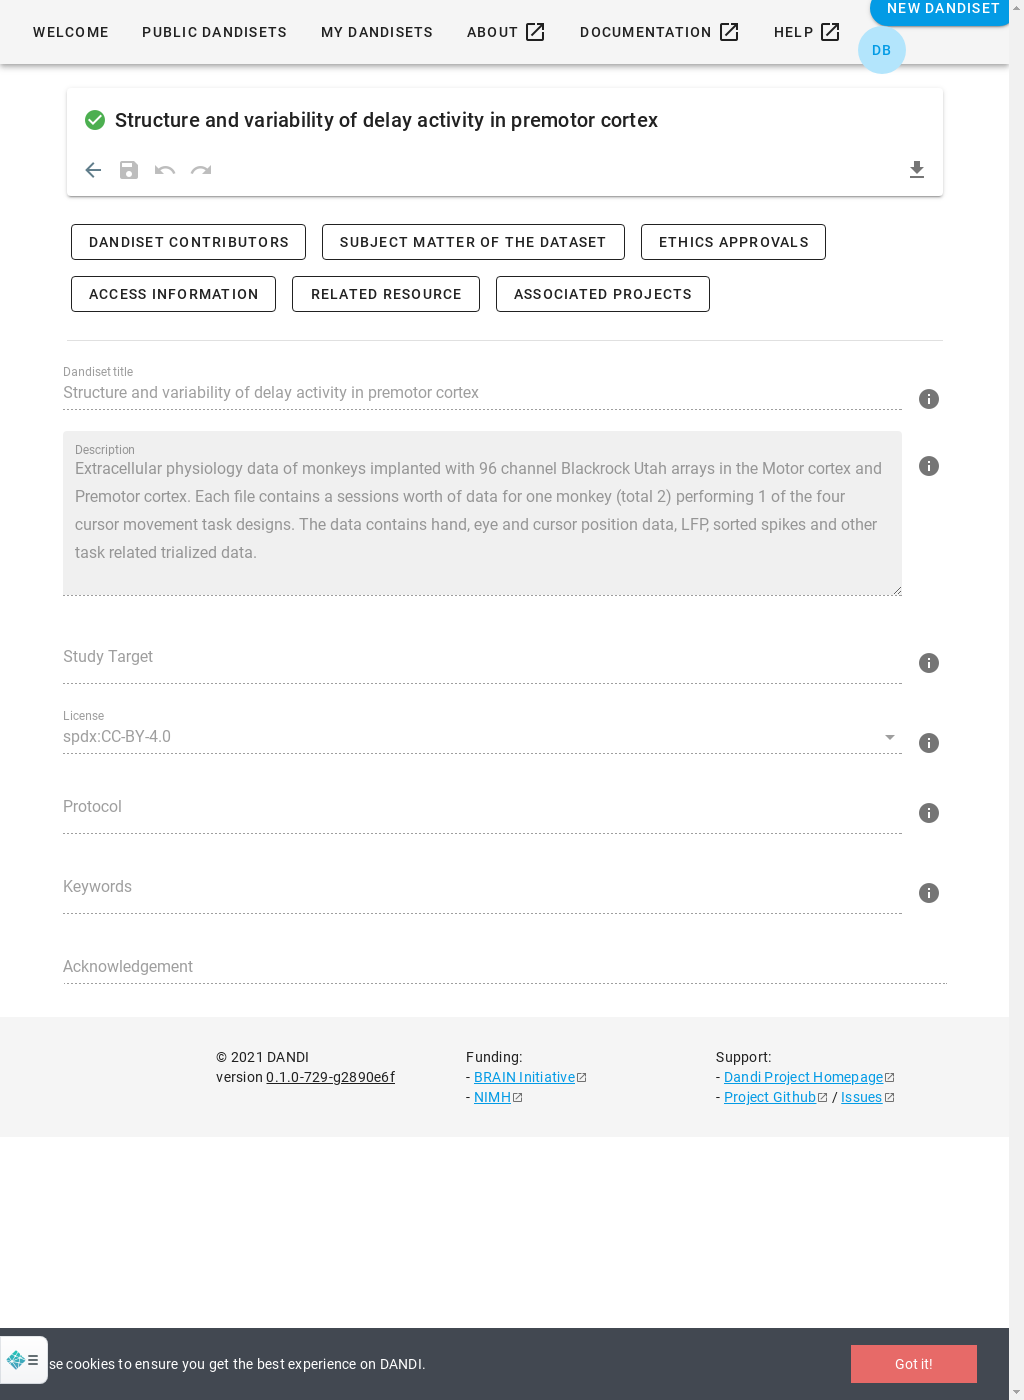 WELCOME PUBLIC DANDISETS MY DANDISETS ABOUT DOCUMENTATION HELP NEW DANDISET
DB
Structure and variability of delay activity in premotor cortex
DANDISET CONTRIBUTORS SUBJECT MATTER OF THE DATASET ETHICS APPROVALS
ACCESS INFORMATION RELATED RESOURCE ASSOCIATED PROJECTS
Dandiset title
Structure and variability of delay activity in premotor cortex
Description
Extracellular physiology data of monkeys implanted with 96 channel Blackrock Utah arrays in the Motor cortex and
Premotor cortex. Each file contains a sessions worth of data for one monkey (total 2) performing 1 of the four
cursor movement task designs. The data contains hand, eye and cursor position data, LFP, sorted spikes and other
task related trialized data.
Study Target
License
spdx:CC-BY-4.0
Protocol
Keywords
Acknowledgement
© 2021 DANDI
version 0.1.0-729-g2890e6f
Funding:
- BRAIN Initiative
- NIMH
Support:
- Dandi Project Homepage
- Project Github / Issues
se cookies to ensure you get the best experience on DANDI.
Got it!